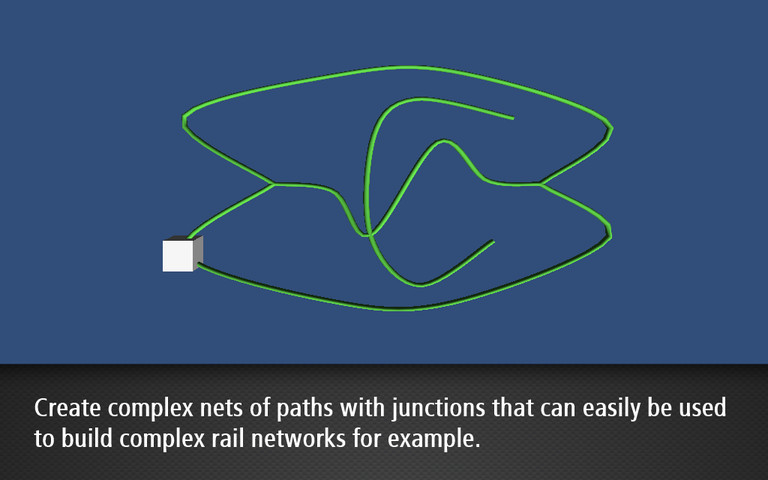 Create complex nets of paths with junctions that can easily be used
to build complex rail networks for example.